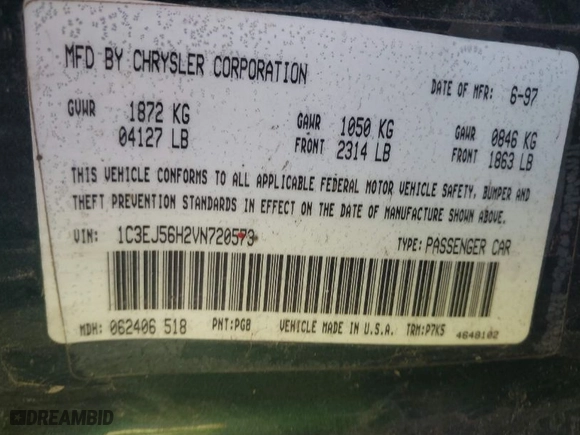 MFD BY CHRYSLER CORPORATION
DATE OF MFR: 6-97
GVWR 1872 KG
04127 LB
GAWR FRONT 1050 KG
2314 LB
GAWR FRONT 0846 KG
1863 LB
THIS VEHICLE CONFORMS TO ALL APPLICABLE FEDERAL MOTOR VEHICLE SAFETY, BUMPER AND
THEFT PREVENTION STANDARDS IN EFFECT ON THE DATE OF MANUFACTURE SHOWN ABOVE.
VIN: 1C3EJ56H2VN720573*
TYPE: PASSENGER CAR
MDH: 062406 518
PNT:PG8
VEHICLE MADE IN U.S.A.
TRM:P7K5
4648102
DREAMBID